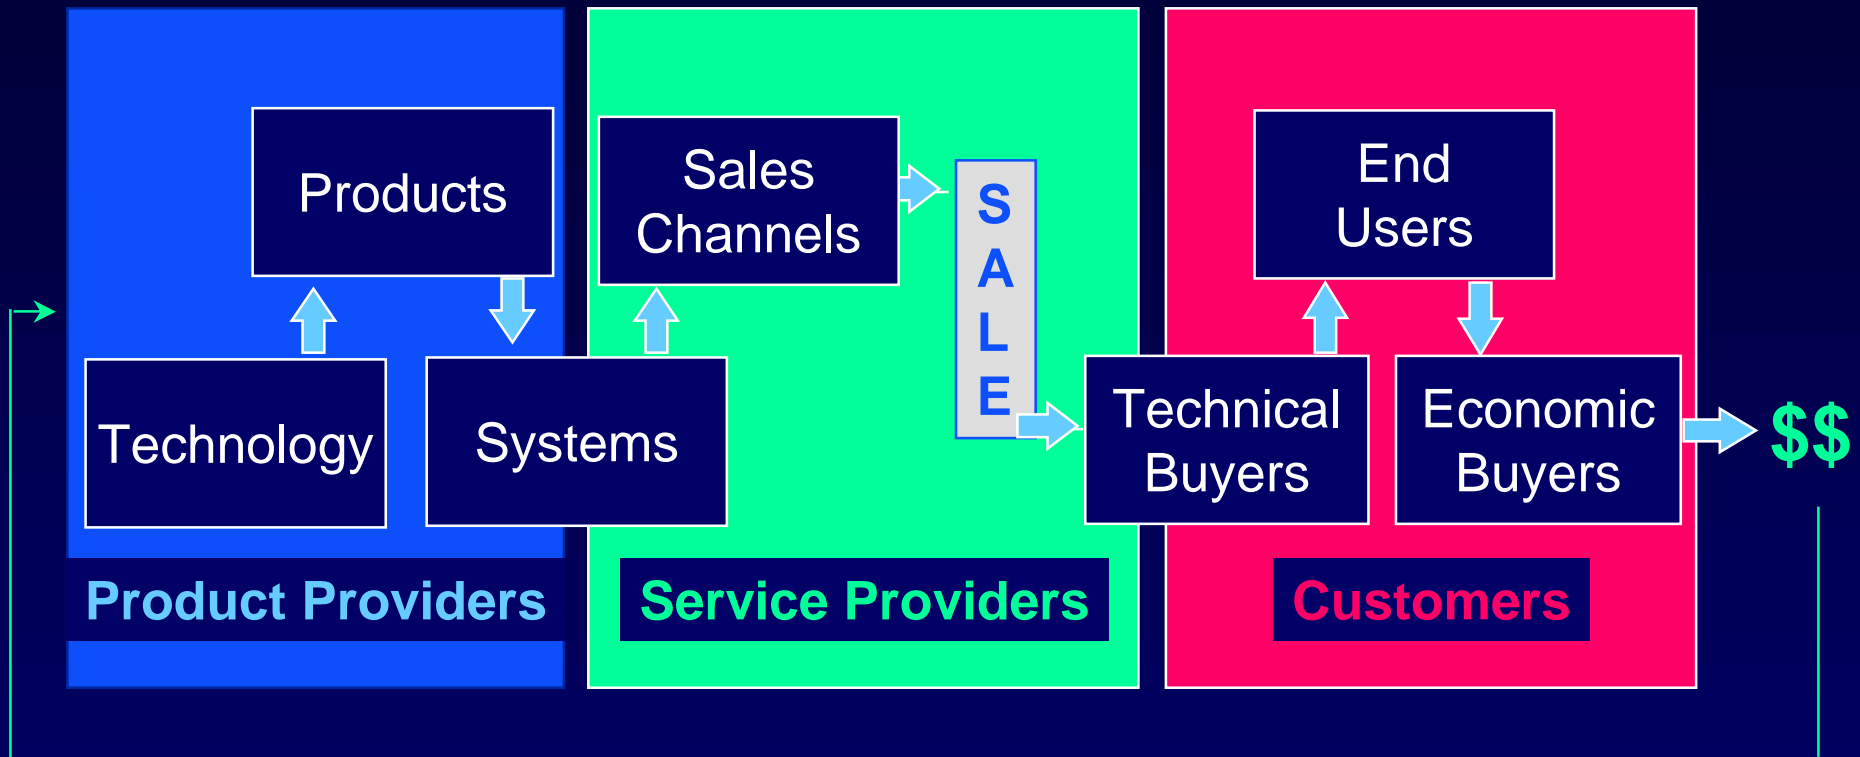 Products
Technology
Systems
Product Providers
Sales
Channels
S
A
L
E
Service Providers
End
Users
Technical
Buyers
Economic
Buyers
Customers
$$